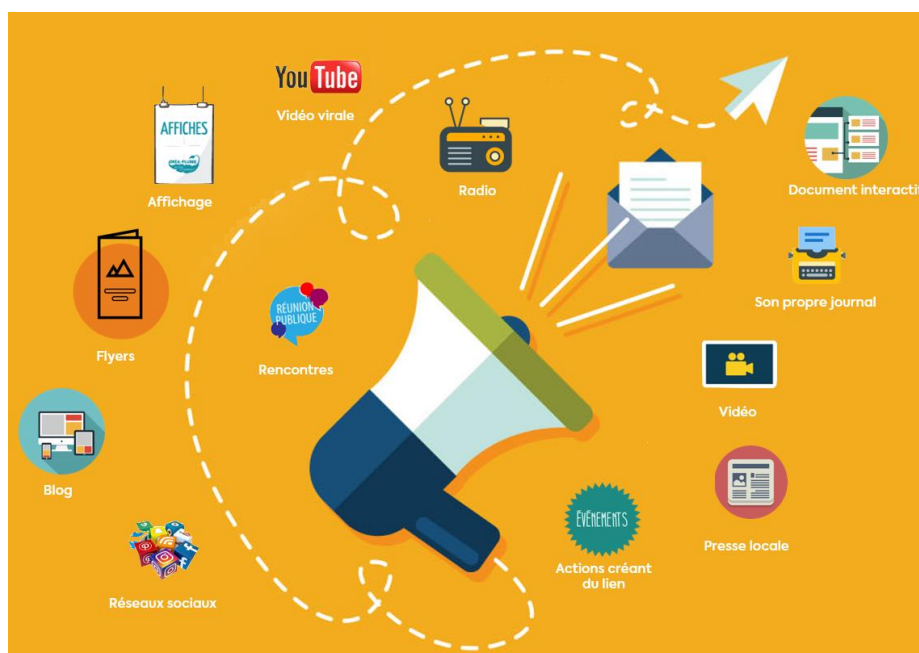 YouTube
Vidéo virale
AFFICHES
Affichage
Radio
Document interactif
Son propre journal
Flyers
RÉUNION
PUBLIQUE
Rencontres
Vidéo
Blog
ÉVÉNEMENTS
Actions créant
du lien
Presse locale
Réseaux sociaux